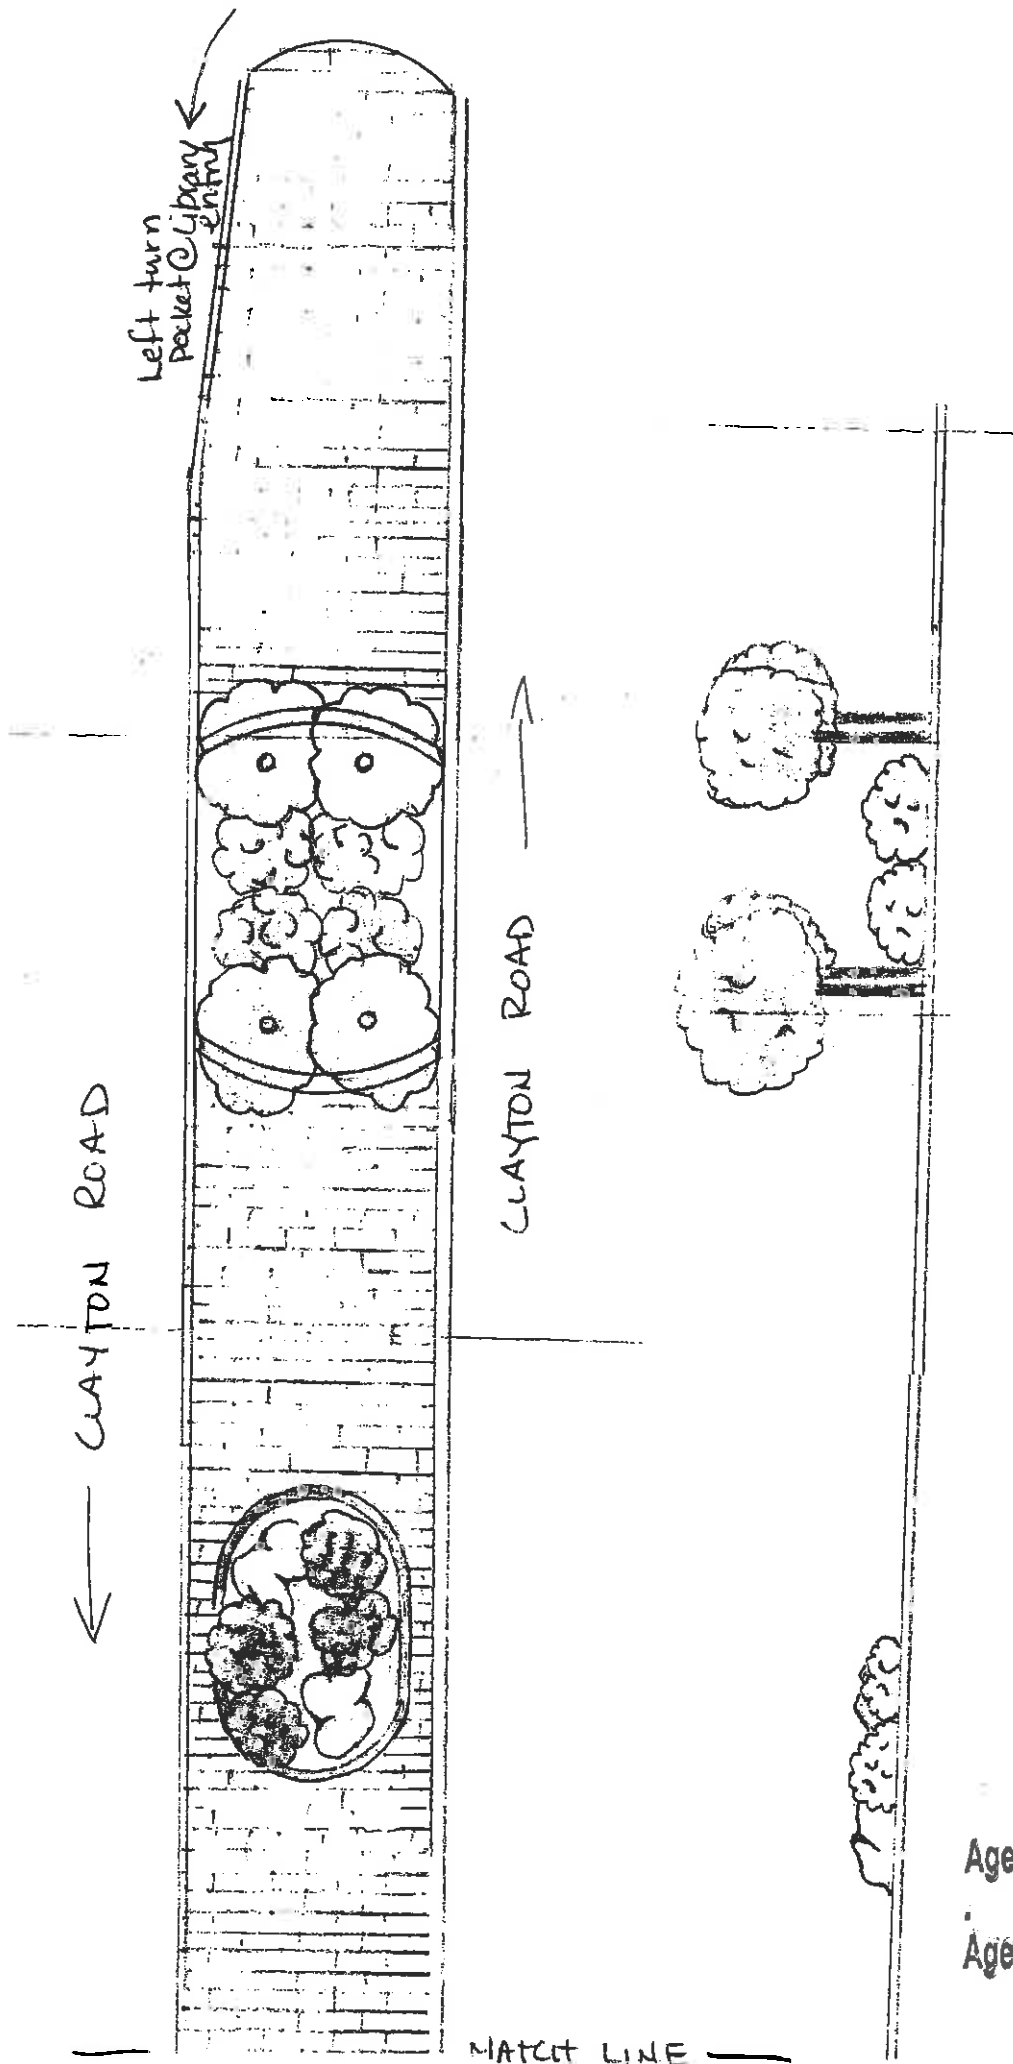 Left turn
pocket @ Library
entry
CLAYTON ROAD
CLAYTON ROAD
Age
Age
MATCH LINE